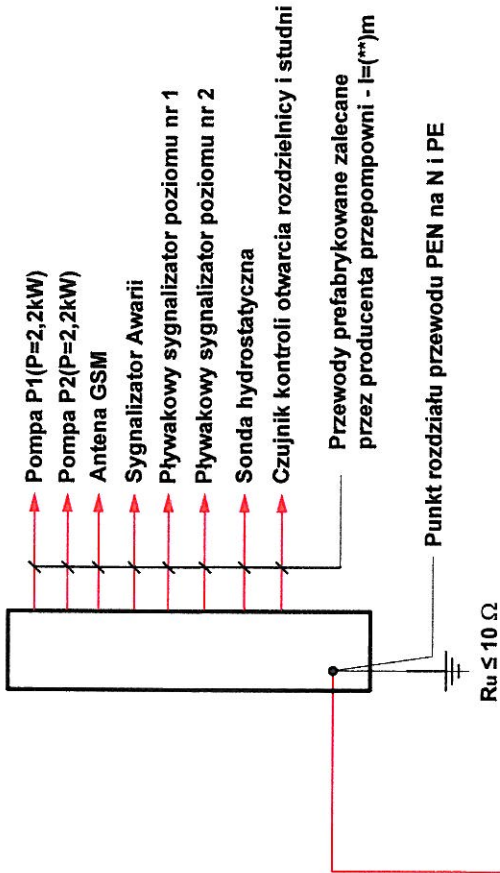 Pompa P1(P=2,2kW)
Pompa P2(P=2,2kW)
Antena GSM
Sygnalizator Awarii
Pływakowy sygnalizator poziomu nr 1
Pływakowy sygnalizator poziomu nr 2
Sonda hydrostatyczna
Czujnik kontroli otwarcia rozdzielnicy i studni
Przewody prefabrykowane zalecane
przez producenta przepompowni - l=(**)m
Punkt rozdziału przewodu PEN na N i PE
Ru ≤ 10 Ω